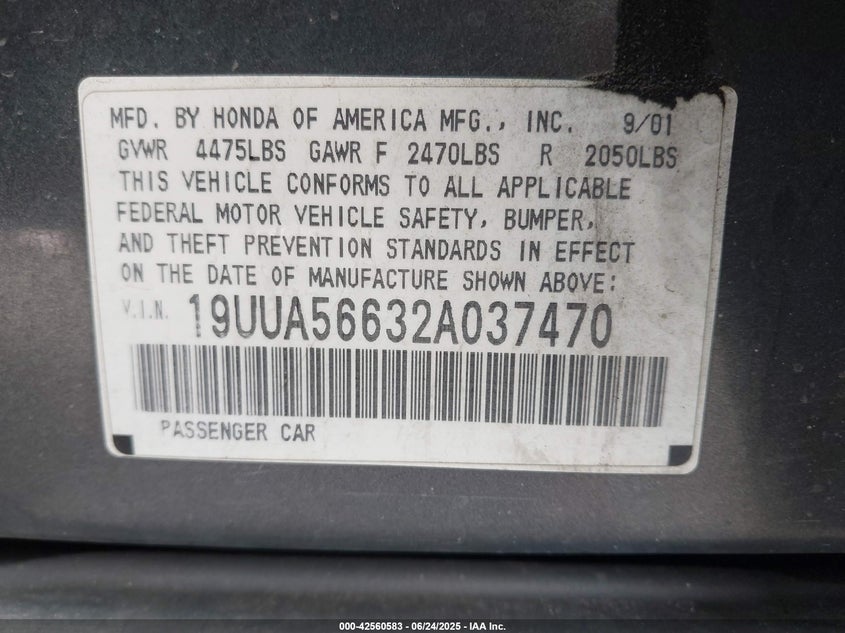 MFD. BY HONDA OF AMERICA MFG., INC. 9/01
GVWR 4475LBS GAWR F 2470LBS R 2050LBS
THIS VEHICLE CONFORMS TO ALL APPLICABLE
FEDERAL MOTOR VEHICLE SAFETY, BUMPER,
AND THEFT PREVENTION STANDARDS IN EFFECT
ON THE DATE OF MANUFACTURE SHOWN ABOVE:
V.I.N. 19UUA56632A037470
PASSENGER CAR
000-42560583 - 06/24/2025 - IAA Inc.